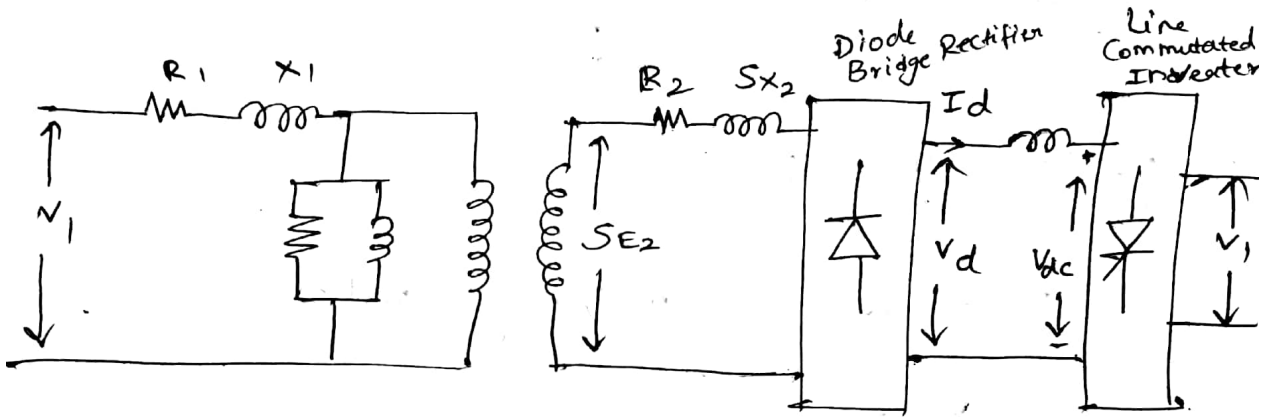 Diode
Bridge Rectifier
Line
Commutated
Inverter
R1
X1
R2
SX2
Id
V1
SE2
Vd
Vdc
+
-
V1